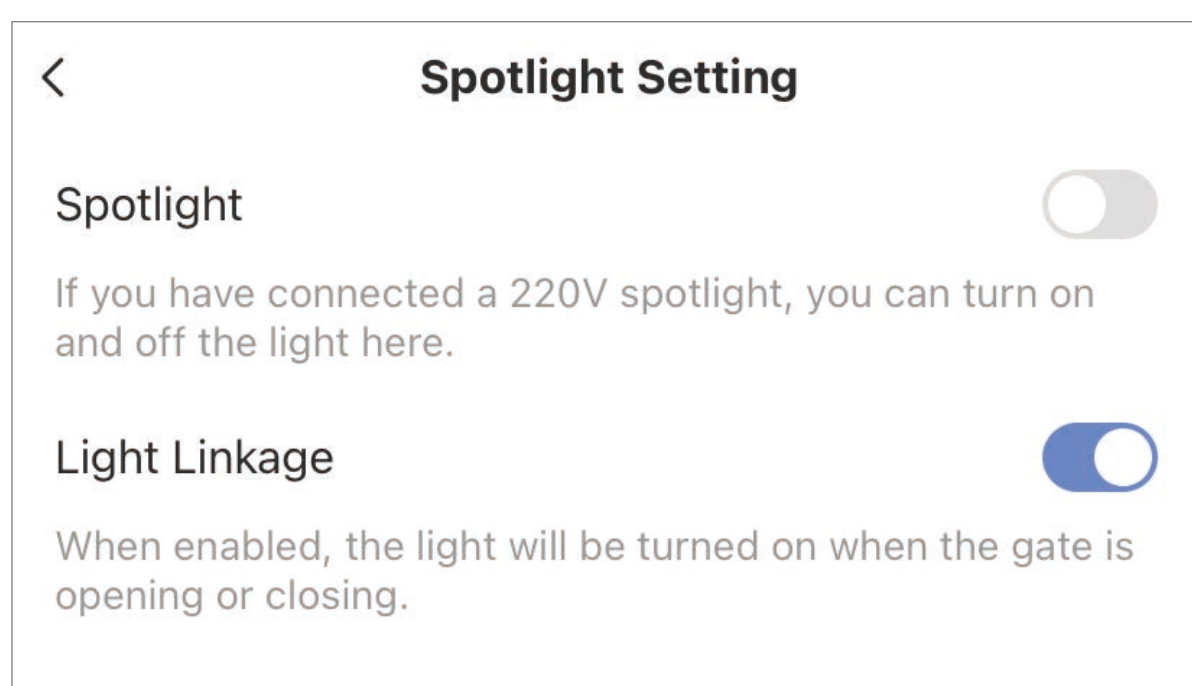 Spotlight Setting
Spotlight
If you have connected a 220V spotlight, you can turn on
and off the light here.
Light Linkage
When enabled, the light will be turned on when the gate is
opening or closing.